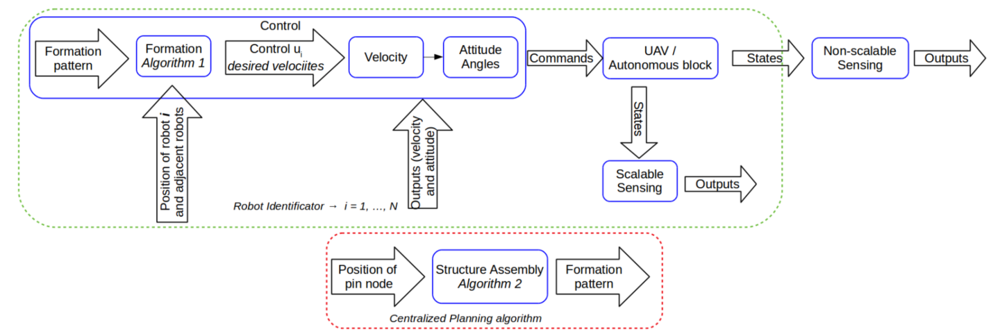 Control
Formation
pattern
Formation
Algorithm 1
Control ui
desired velociites
Velocity
Attitude
Angles
Commands
UAV /
Autonomous block
States
Non-scalable
Sensing
Outputs
Position of robot i
and adjacent robots
Outputs (velocity
and attitude)
States
Scalable
Sensing
Outputs
Robot Identificator → i = 1, ..., N
Position of
pin node
Structure Assembly
Algorithm 2
Formation
pattern
Centralized Planning algorithm